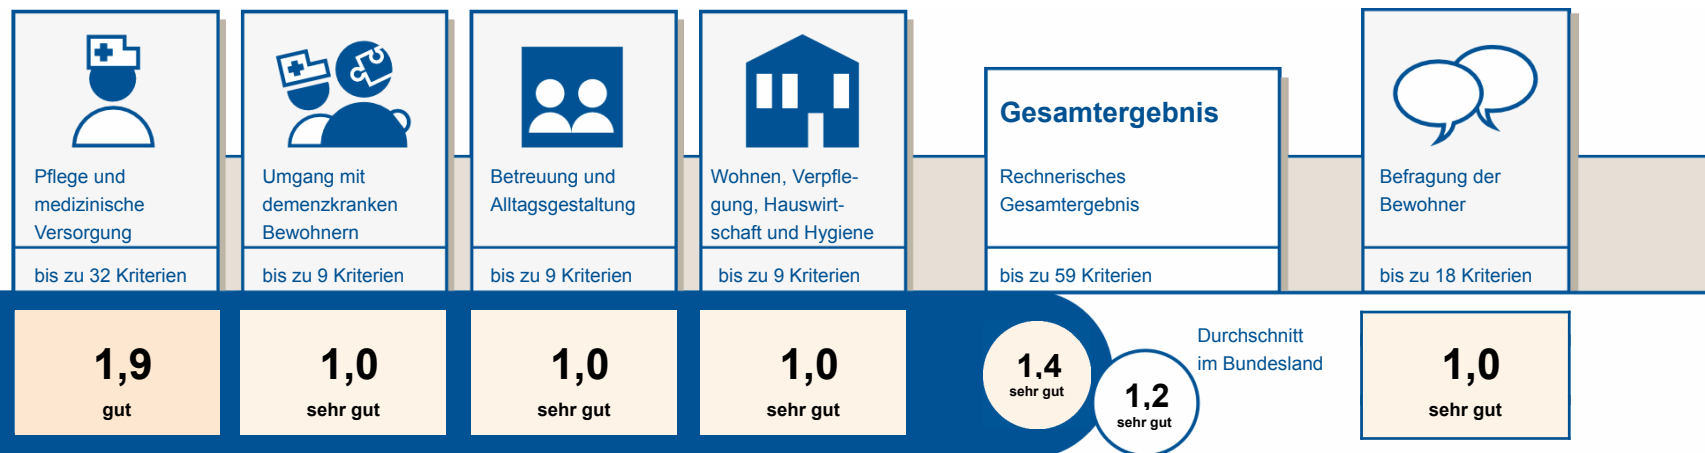 Pflege und
medizinische
Versorgung
bis zu 32 Kriterien
1,9
gut
Umgang mit
demenzkranken
Bewohnern
bis zu 9 Kriterien
1,0
sehr gut
Betreuung und
Alltagsgestaltung
bis zu 9 Kriterien
1,0
sehr gut
Wohnen, Verpfle-
gung, Hauswirt-
schaft und Hygiene
bis zu 9 Kriterien
1,0
sehr gut
Gesamtergebnis
Rechnerisches
Gesamtergebnis
bis zu 59 Kriterien
1,4
sehr gut
1,2
sehr gut
Durchschnitt
im Bundesland
Befragung der
Bewohner
bis zu 18 Kriterien
1,0
sehr gut